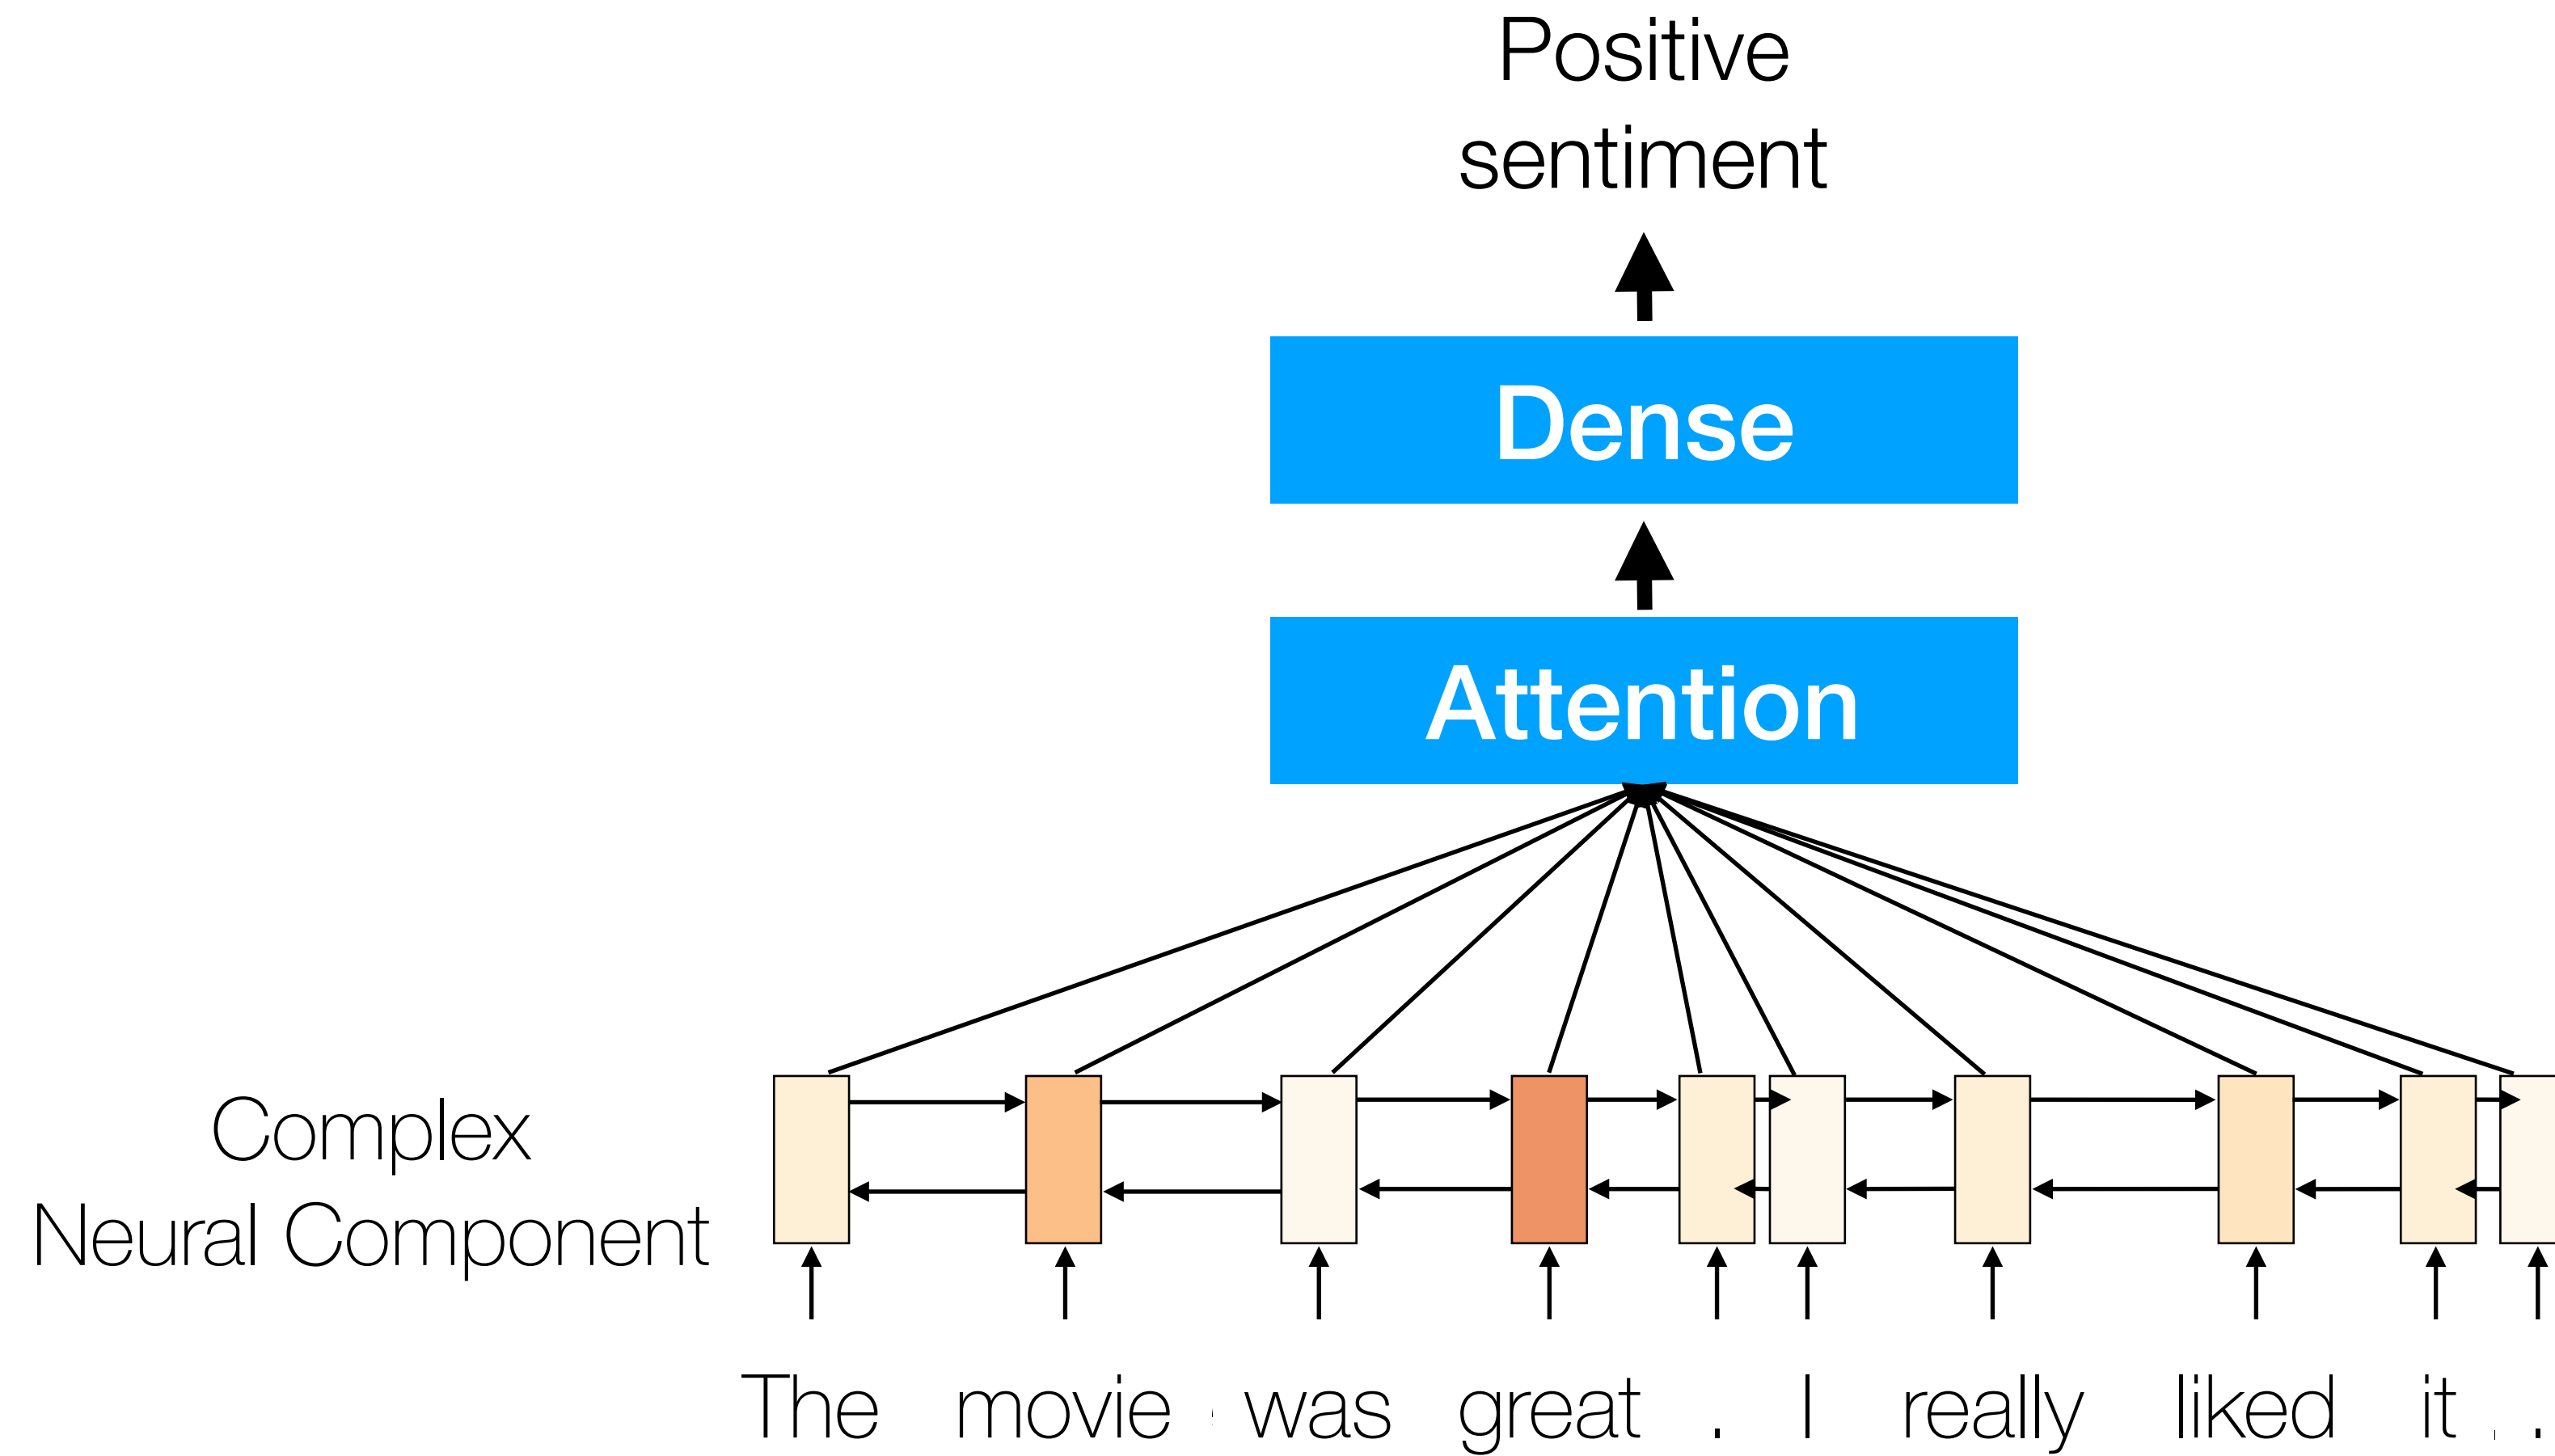 Positive
sentiment
Dense
Attention
Complex
Neural Component
The movie was great . I really liked it .